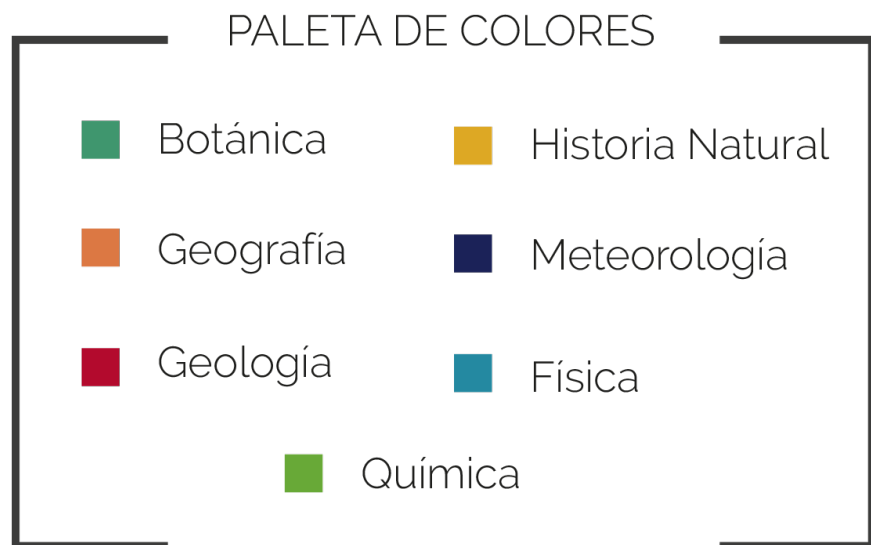 PALETA DE COLORES
Botánica
Historia Natural
Geografía
Meteorología
Geología
Física
Química